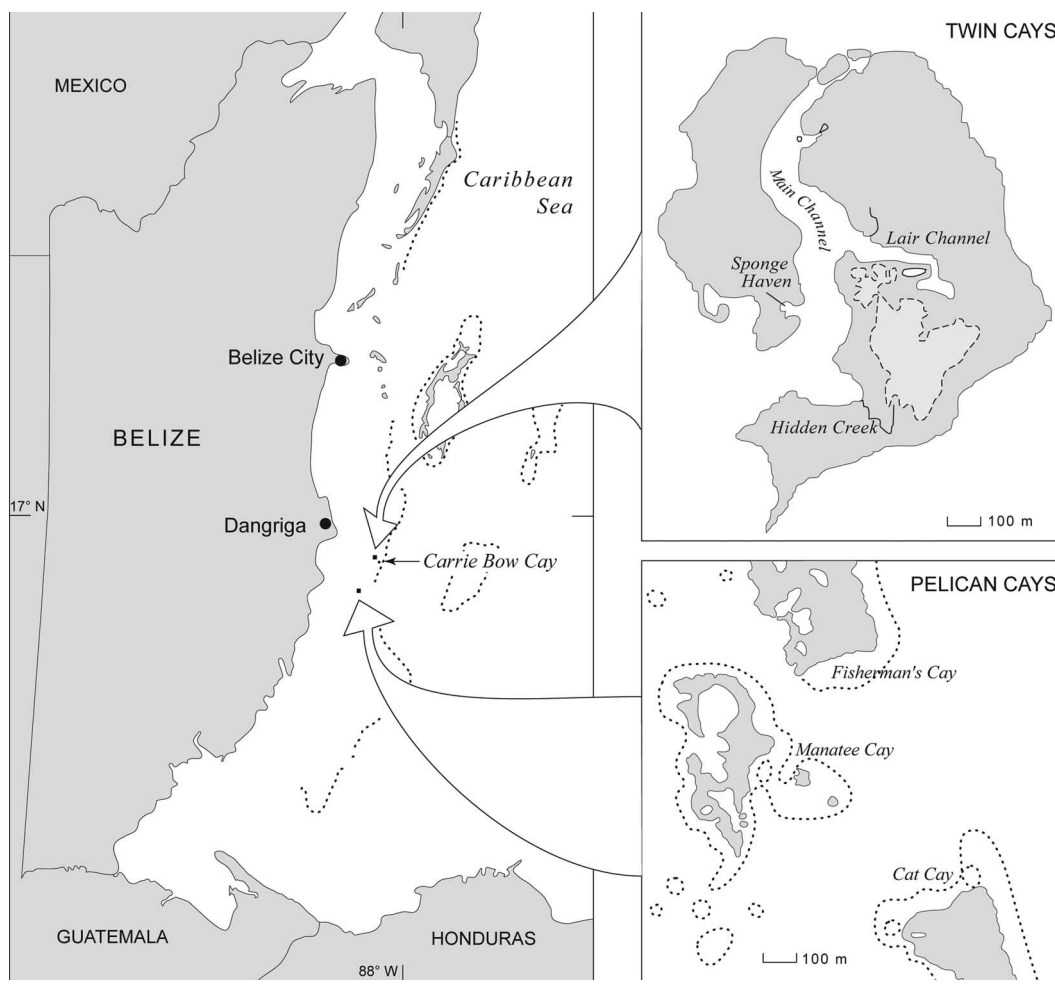 MEXICO
Caribbean
Sea
Belize City
BELIZE
17° N
Dangriga
Carrie Bow Cay
GUATEMALA
HONDURAS
88° W
TWIN CAYS
Main Channel
Lair Channel
Sponge
Haven
Hidden Creek
100 m
PELICAN CAYS
Fisherman's Cay
Manatee Cay
Cat Cay
100 m